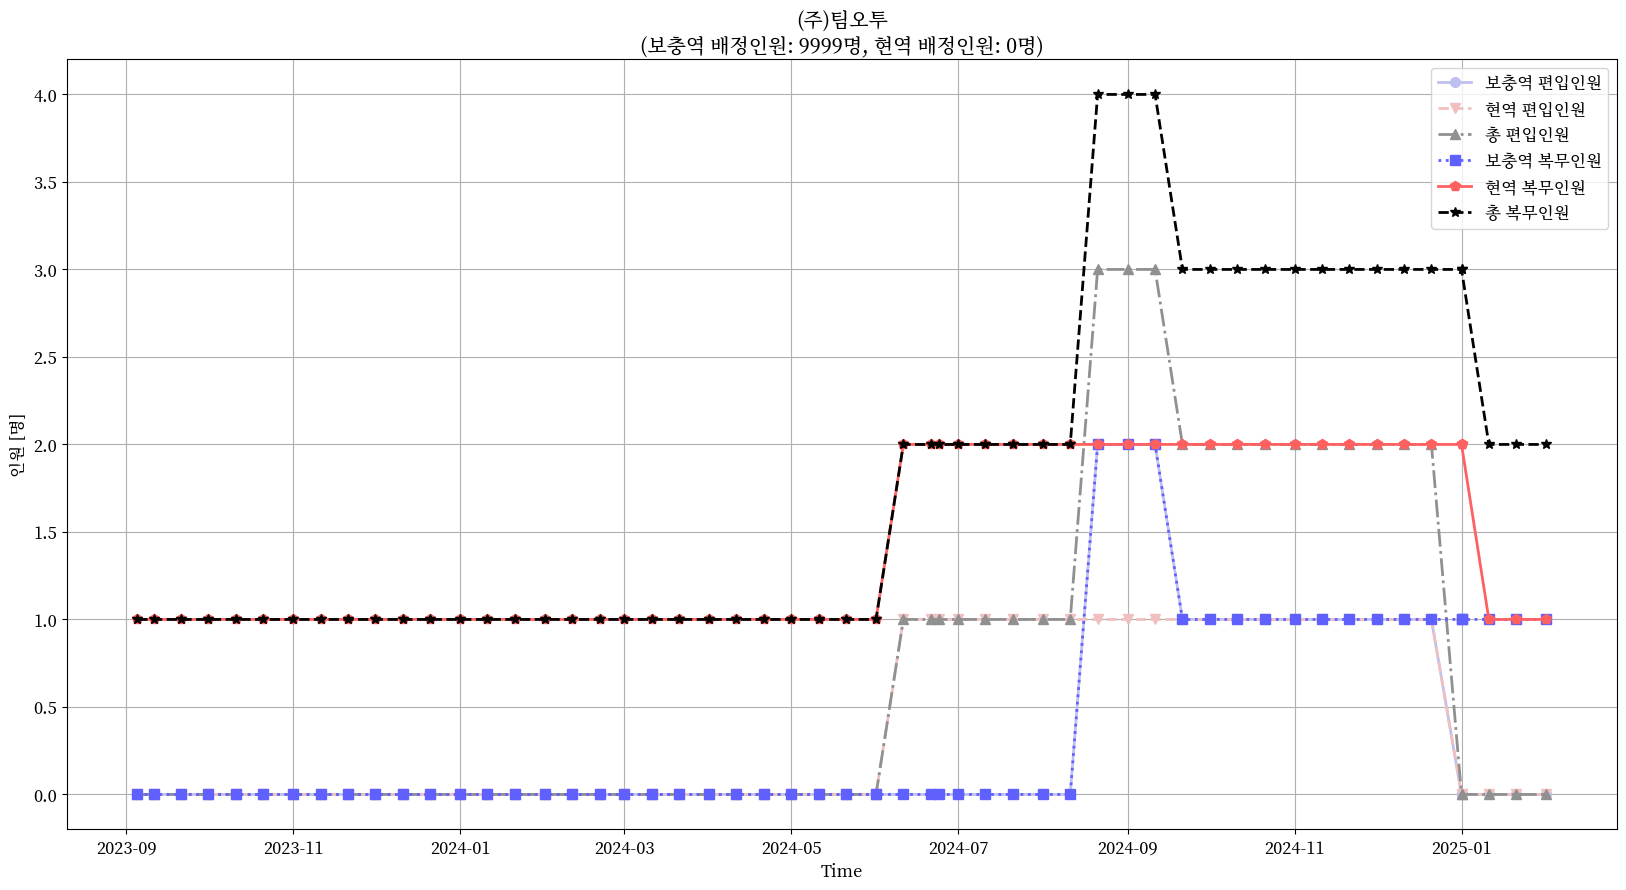 (주)팀오투
(보충역 배정인원: 9999명, 현역 배정인원: 0명)
보충역 편입인원
현역 편입인원
총 편입인원
보충역 복무인원
현역 복무인원
총 복무인원
4.0
3.5
3.0
2.5
2.0
1.5
1.0
0.5
0.0
인원 [명]
2023-09
2023-11
2024-01
2024-03
2024-05
2024-07
2024-09
2024-11
2025-01
Time